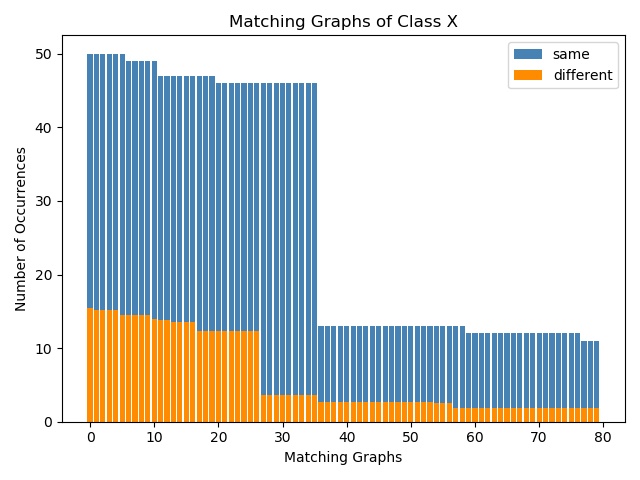 Matching Graphs of Class X
same
different
Number of Occurrences
50
40
30
20
10
0
0 10 20 30 40 50 60 70 80
Matching Graphs